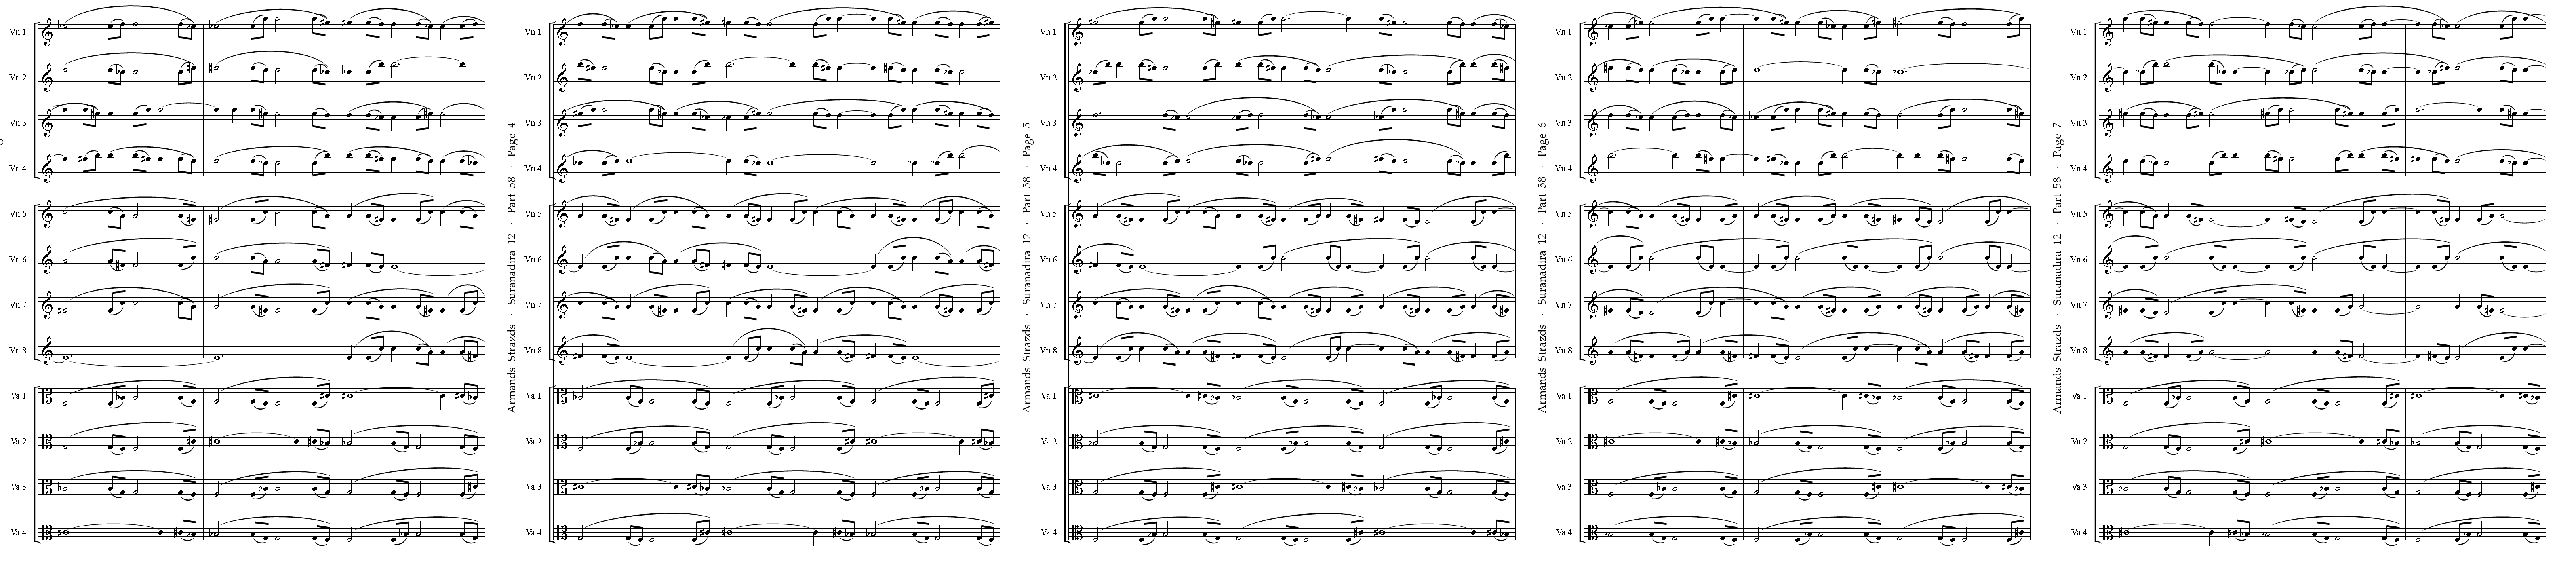 Vn 1
Vn 2
Vn 3
Vn 4
Vn 5
Vn 6
Vn 7
Vn 8
Va 1
Va 2
Va 3
Va 4
Armands Strazds · Suranadira 12 · Part 58 · Page 4
Vn 1
Vn 2
Vn 3
Vn 4
Vn 5
Vn 6
Vn 7
Vn 8
Va 1
Va 2
Va 3
Va 4
Armands Strazds · Suranadira 12 · Part 58 · Page 5
Vn 1
Vn 2
Vn 3
Vn 4
Vn 5
Vn 6
Vn 7
Vn 8
Va 1
Va 2
Va 3
Va 4
Armands Strazds · Suranadira 12 · Part 58 · Page 6
Vn 1
Vn 2
Vn 3
Vn 4
Vn 5
Vn 6
Vn 7
Vn 8
Va 1
Va 2
Va 3
Va 4
Armands Strazds · Suranadira 12 · Part 58 · Page 7
Vn 1
Vn 2
Vn 3
Vn 4
Vn 5
Vn 6
Vn 7
Vn 8
Va 1
Va 2
Va 3
Va 4